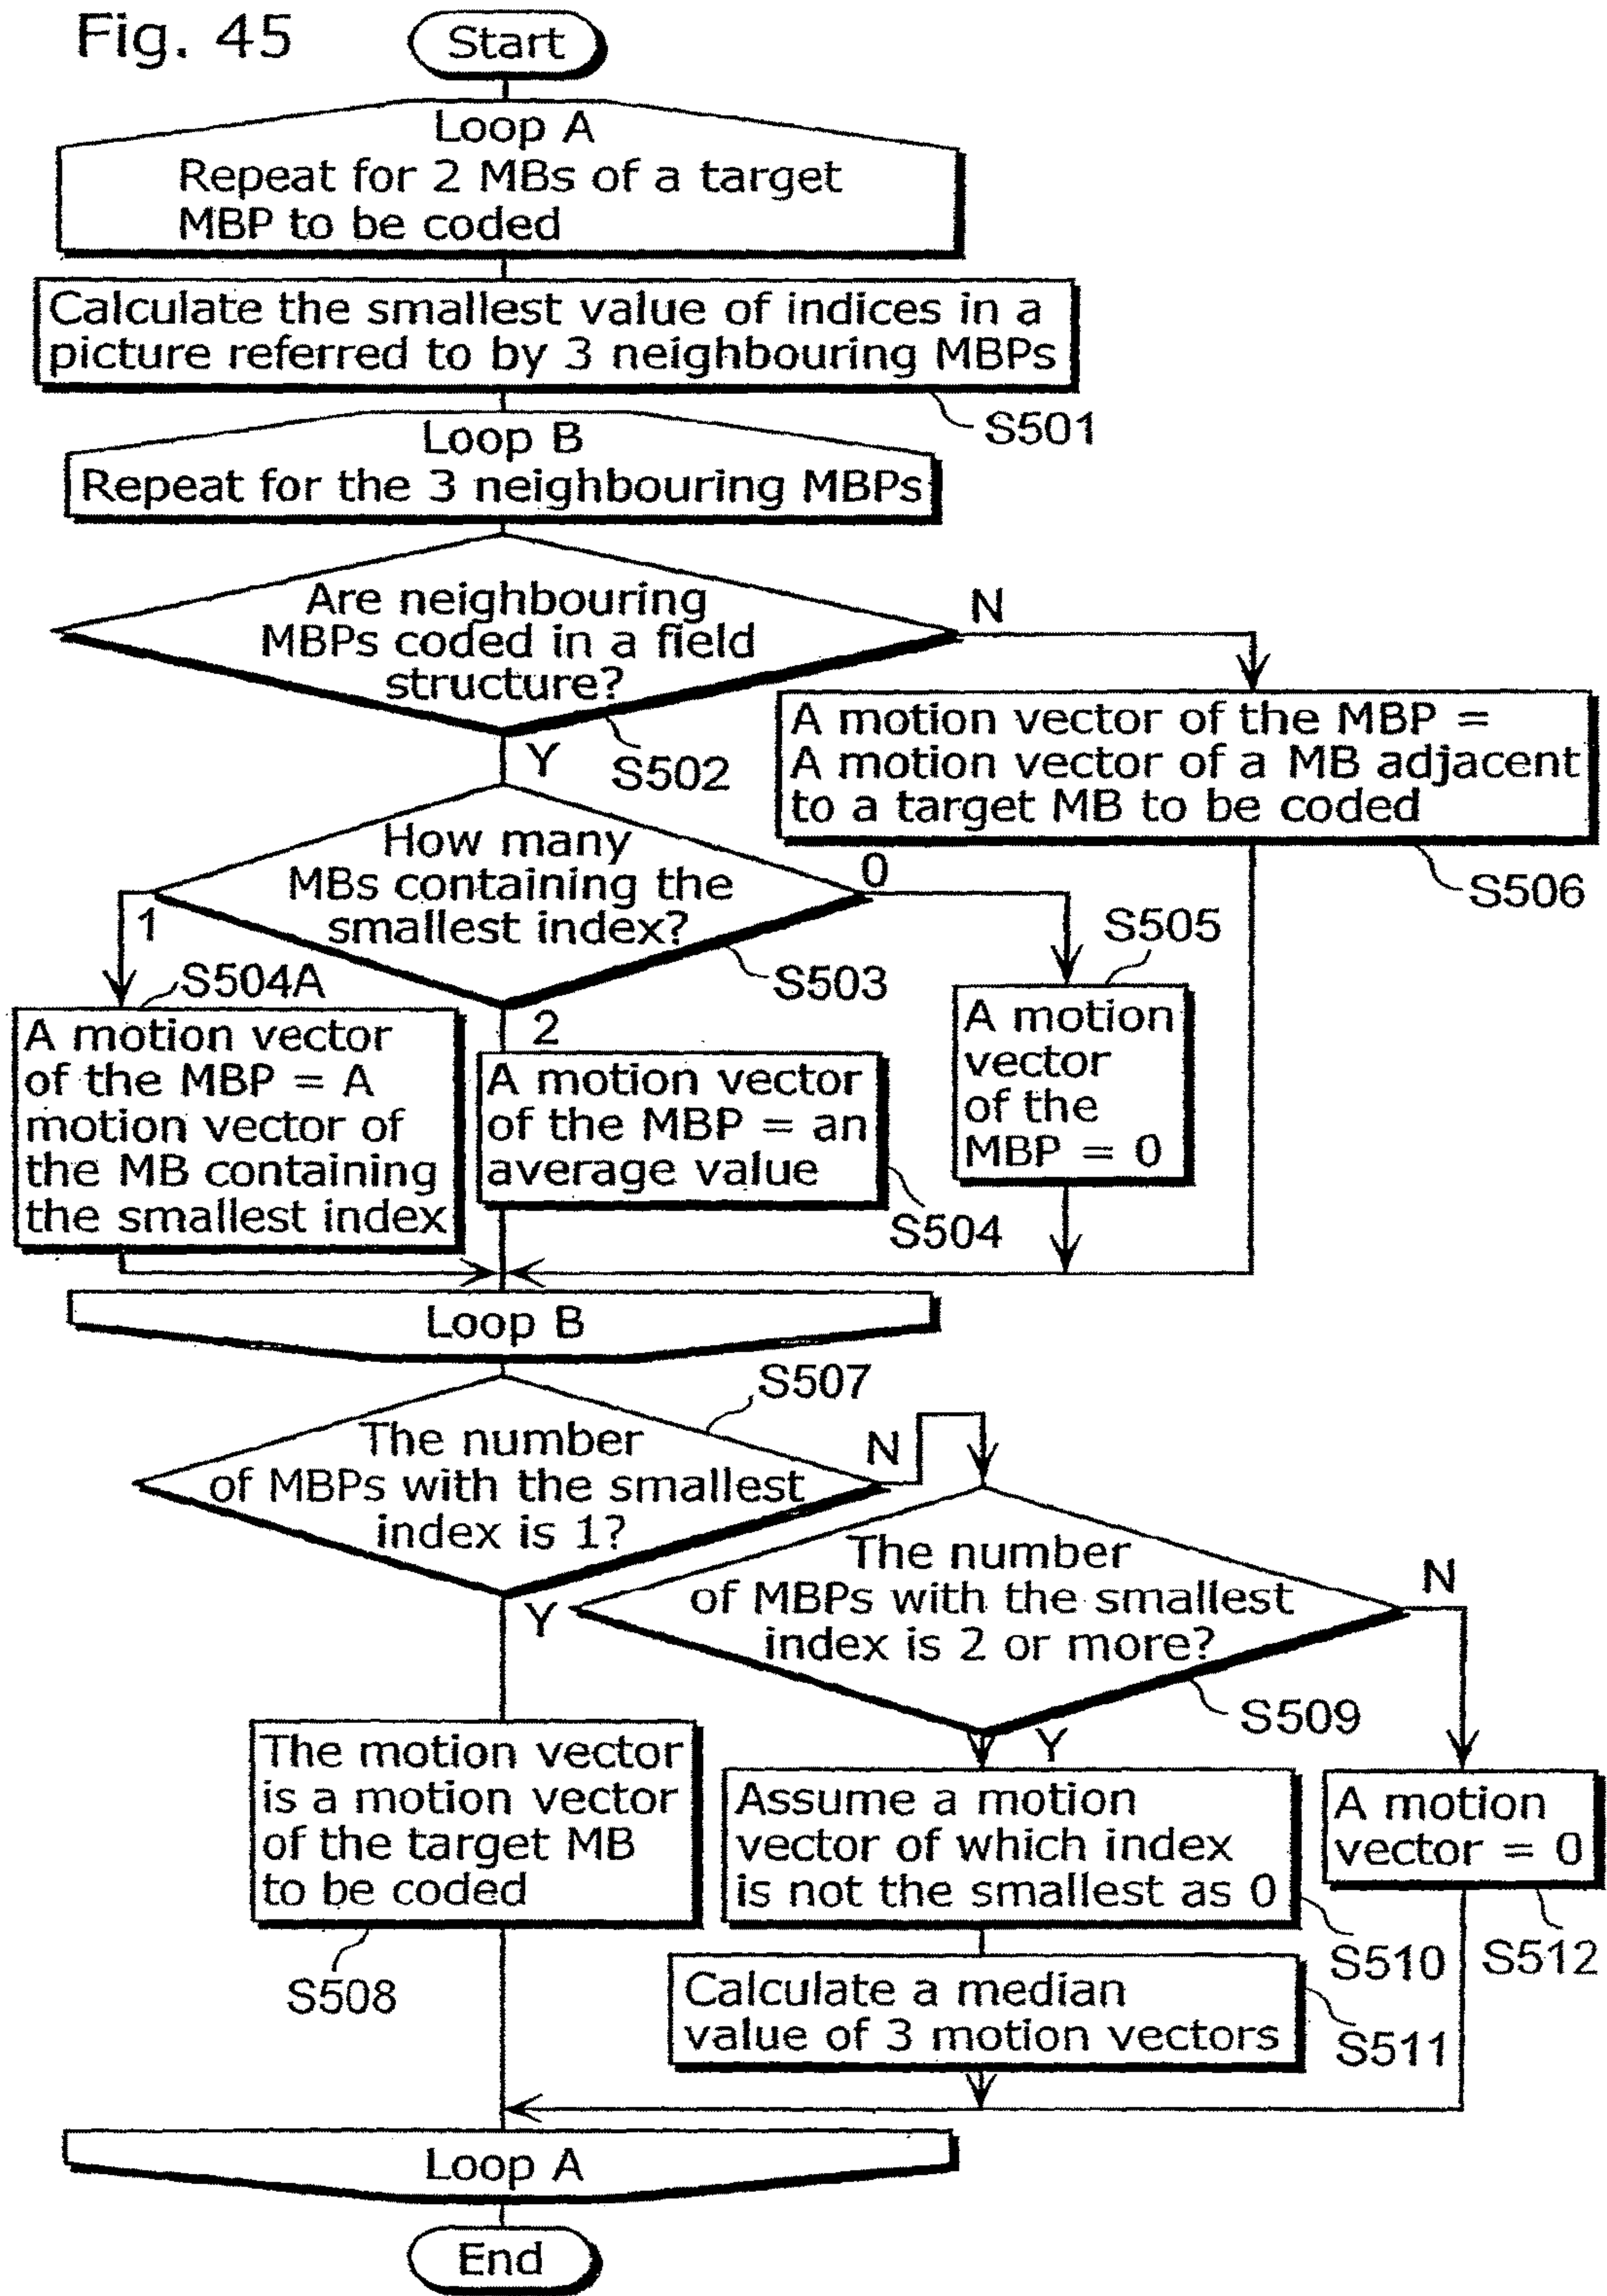 Fig. 45
Start
Loop A
Repeat for 2 MBs of a target
MBP to be coded
Calculate the smallest value of indices in a
picture referred to by 3 neighbouring MBPs
S501
Loop B
Repeat for the 3 neighbouring MBPs
Are neighbouring
MBPs coded in a field
structure?
N
Y
S502
A motion vector of the MBP =
A motion vector of a MB adjacent
to a target MB to be coded
S506
How many
MBs containing the
smallest index?
0
1
2
S503
S505
S504A
A motion vector
of the MBP = A
motion vector of
the MB containing
the smallest index
A motion vector
of the MBP = an
average value
S504
A motion
vector
of the
MBP = 0
Loop B
S507
The number
of MBPs with the smallest
index is 1?
N
Y
The number
of MBPs with the smallest
index is 2 or more?
N
Y
S509
The motion vector
is a motion vector
of the target MB
to be coded
S508
Assume a motion
vector of which index
is not the smallest as 0
S510
A motion
vector = 0
S512
Calculate a median
value of 3 motion vectors
S511
Loop A
End